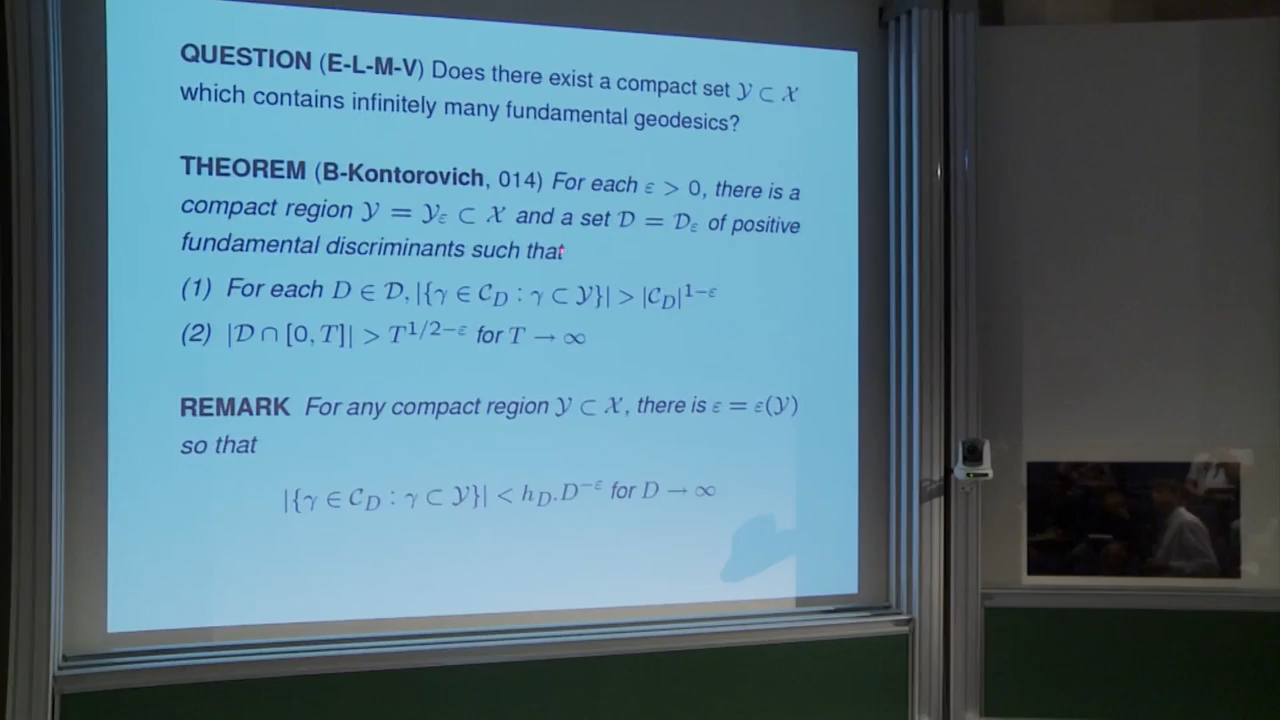 QUESTION (E-L-M-V) Does there exist a compact set 𝒴 ⊂ 𝒳
which contains infinitely many fundamental geodesics?
THEOREM (B-Kontorovich, 014) For each ε > 0, there is a
compact region 𝒴 = 𝒴_ε ⊂ 𝒳 and a set 𝒟 = 𝒟_ε of positive
fundamental discriminants such that
(1) For each D ∈ 𝒟, |{γ ∈ 𝒞_D : γ ⊂ 𝒴}| > |𝒞_D|^{1−ε}
(2) |𝒟 ∩ [0, T]| > T^{1/2−ε} for T → ∞
REMARK For any compact region 𝒴 ⊂ 𝒳, there is ε = ε(𝒴)
so that
|{γ ∈ 𝒞_D : γ ⊂ 𝒴}| < h_D.D^{−ε} for D → ∞